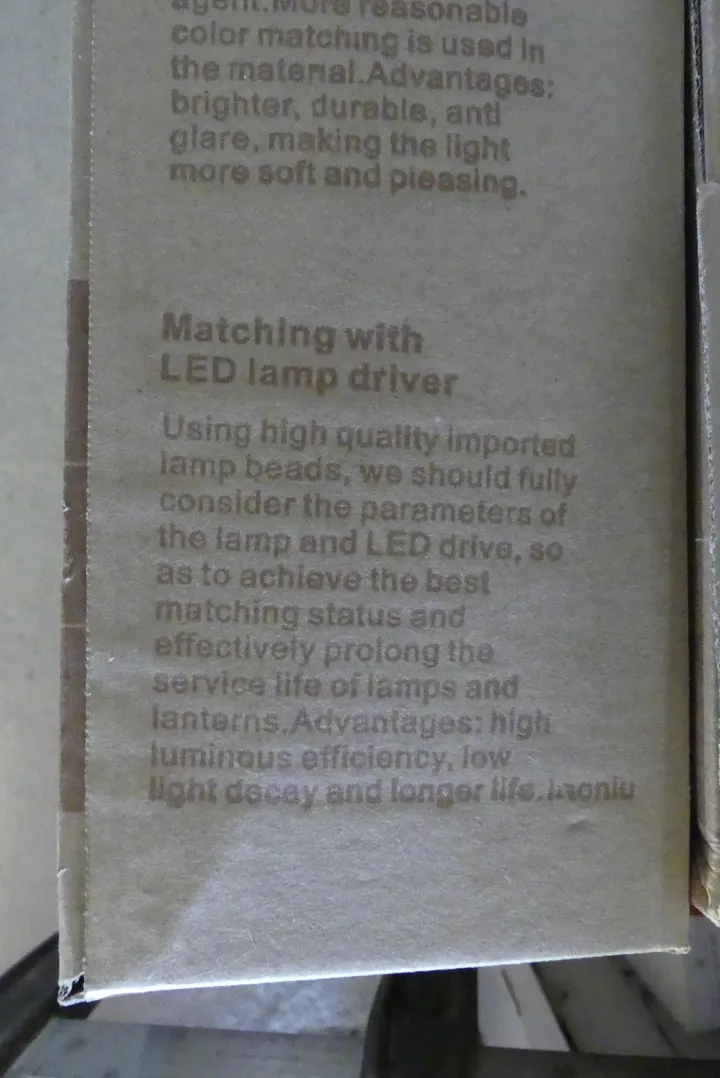 agent.More reasonable
color matching is used in
the material.Advantages:
brighter, durable, anti
glare, making the light
more soft and pleasing.
Matching with
LED lamp driver
Using high quality imported
lamp beads, we should fully
consider the parameters of
the lamp and LED drive, so
as to achieve the best
matching status and
effectively prolong the
service life of lamps and
lanterns.Advantages: high
luminous efficiency, low
light decay and longer life.